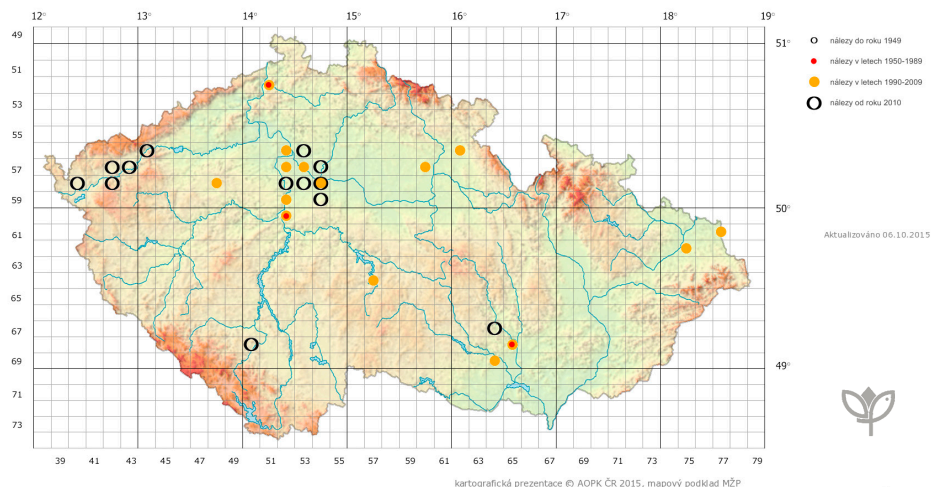 12° 13° 14° 15° 16° 17° 18° 19°
49
51°
nálezy do roku 1949
51
nálezy v letech 1950-1989
nálezy v letech 1990-2009
53
nálezy od roku 2010
55
57
59
50°
61
Aktualizováno 06.10.2015
63
65
67
69
49°
71
73
39 41 43 45 47 49 51 53 55 57 59 61 63 65 67 69 71 73 75 77 79
kartografická prezentace © AOPK ČR 2015, mapový podklad MŽP